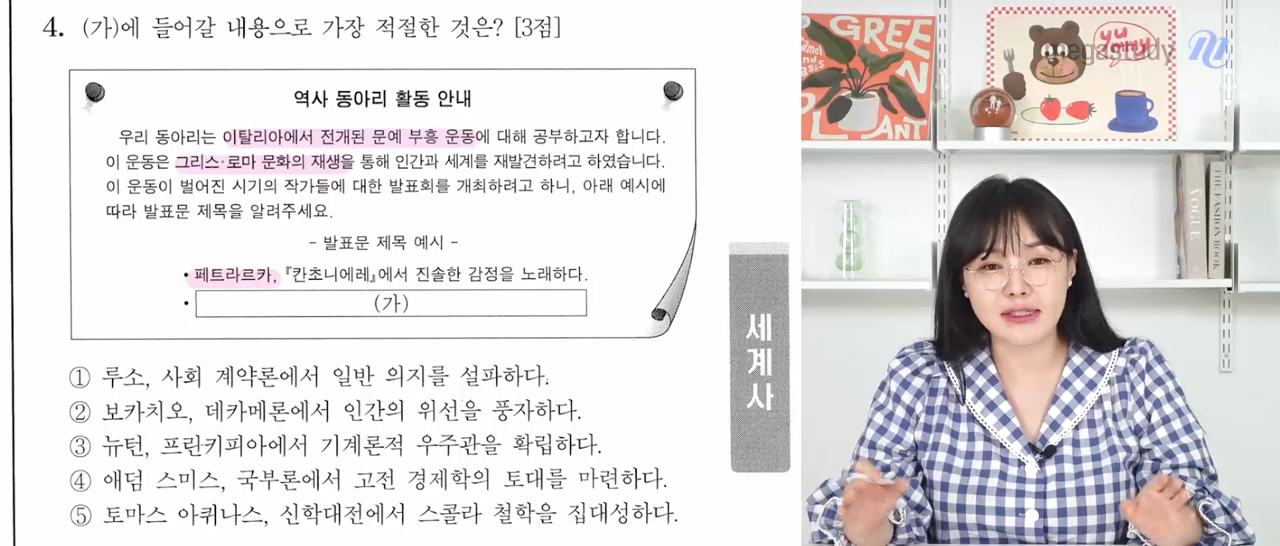 4. (가)에 들어갈 내용으로 가장 적절한 것은? [3점]
역사 동아리 활동 안내
우리 동아리는 이탈리아에서 전개된 문예 부흥 운동에 대해 공부하고자 합니다.
이 운동은 그리스·로마 문화의 재생을 통해 인간과 세계를 재발견하려고 하였습니다.
이 운동이 벌어진 시기의 작가들에 대한 발표회를 개최하려고 하니, 아래 예시에
따라 발표문 제목을 알려주세요.
- 발표문 제목 예시 -
• 페트라르카, 『칸초니에레』에서 진솔한 감정을 노래하다.
• (가)
① 루소, 사회 계약론에서 일반 의지를 설파하다.
② 보카치오, 데카메론에서 인간의 위선을 풍자하다.
③ 뉴턴, 프린키피아에서 기계론적 우주관을 확립하다.
④ 애덤 스미스, 국부론에서 고전 경제학의 토대를 마련하다.
⑤ 토마스 아퀴나스, 신학대전에서 스콜라 철학을 집대성하다.
세계사
GREE
N
PL
ANT
yummy
egastudy
VOGUE
THE FASHION BOOK